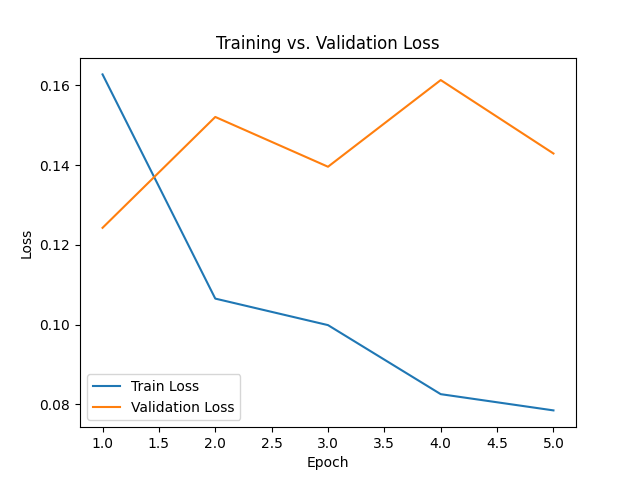 Training vs. Validation Loss
0.16
0.14
0.12
0.10
0.08
Loss
Train Loss
Validation Loss
1.0 1.5 2.0 2.5 3.0 3.5 4.0 4.5 5.0
Epoch